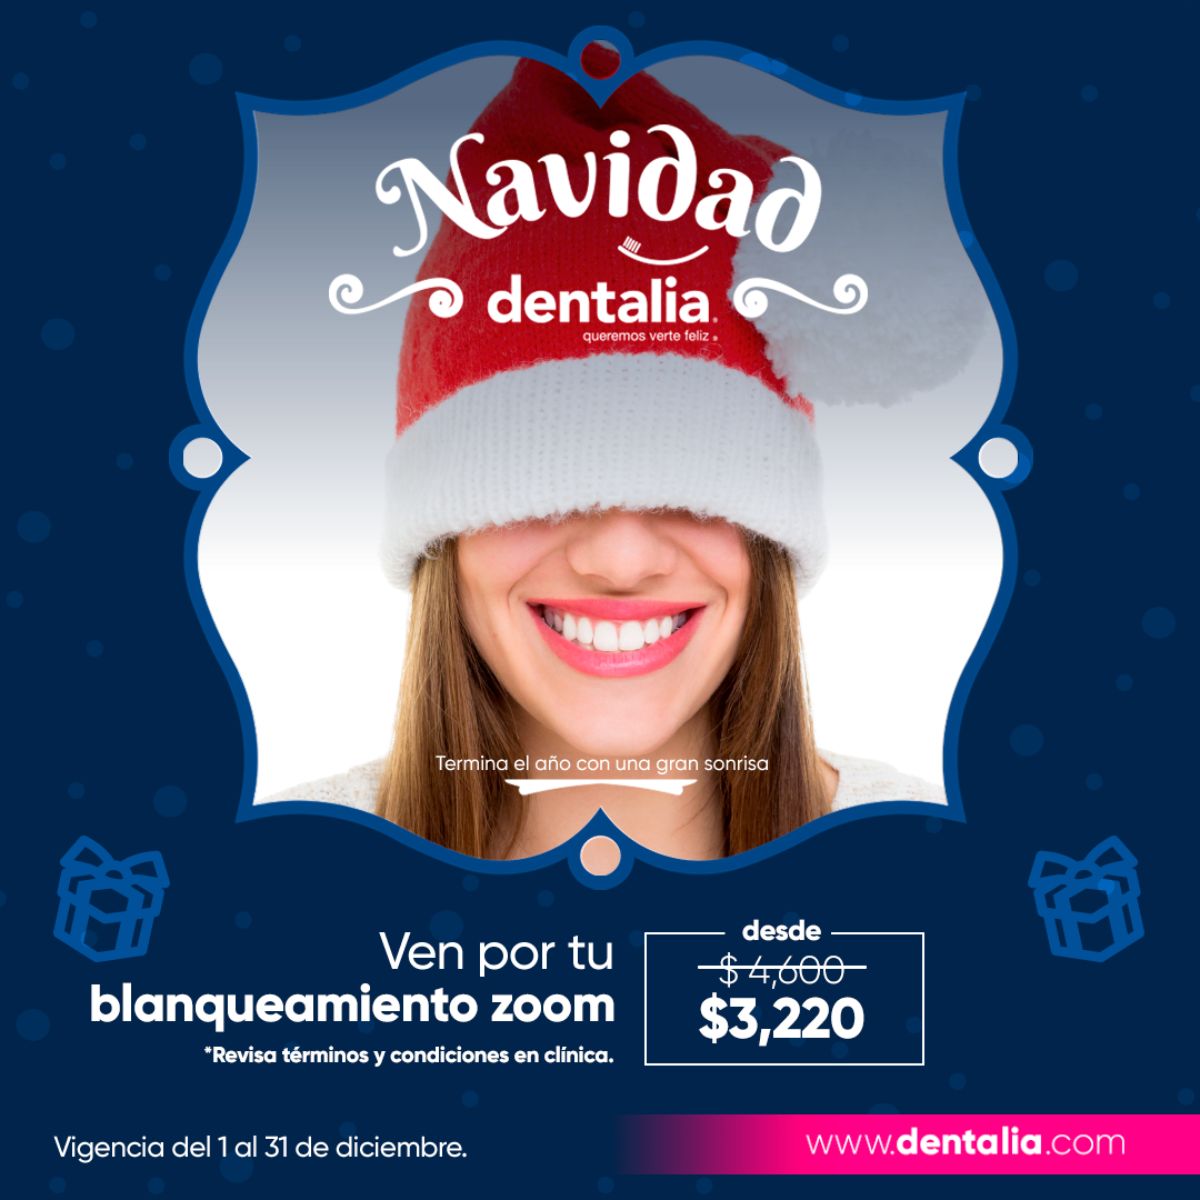 Navidad
dentalia®
queremos verte feliz®
Termina el año con una gran sonrisa
Ven por tu
blanqueamiento zoom
*Revisa términos y condiciones en clínica.
desde
$4,600
$3,220
Vigencia del 1 al 31 de diciembre.
www.dentalia.com